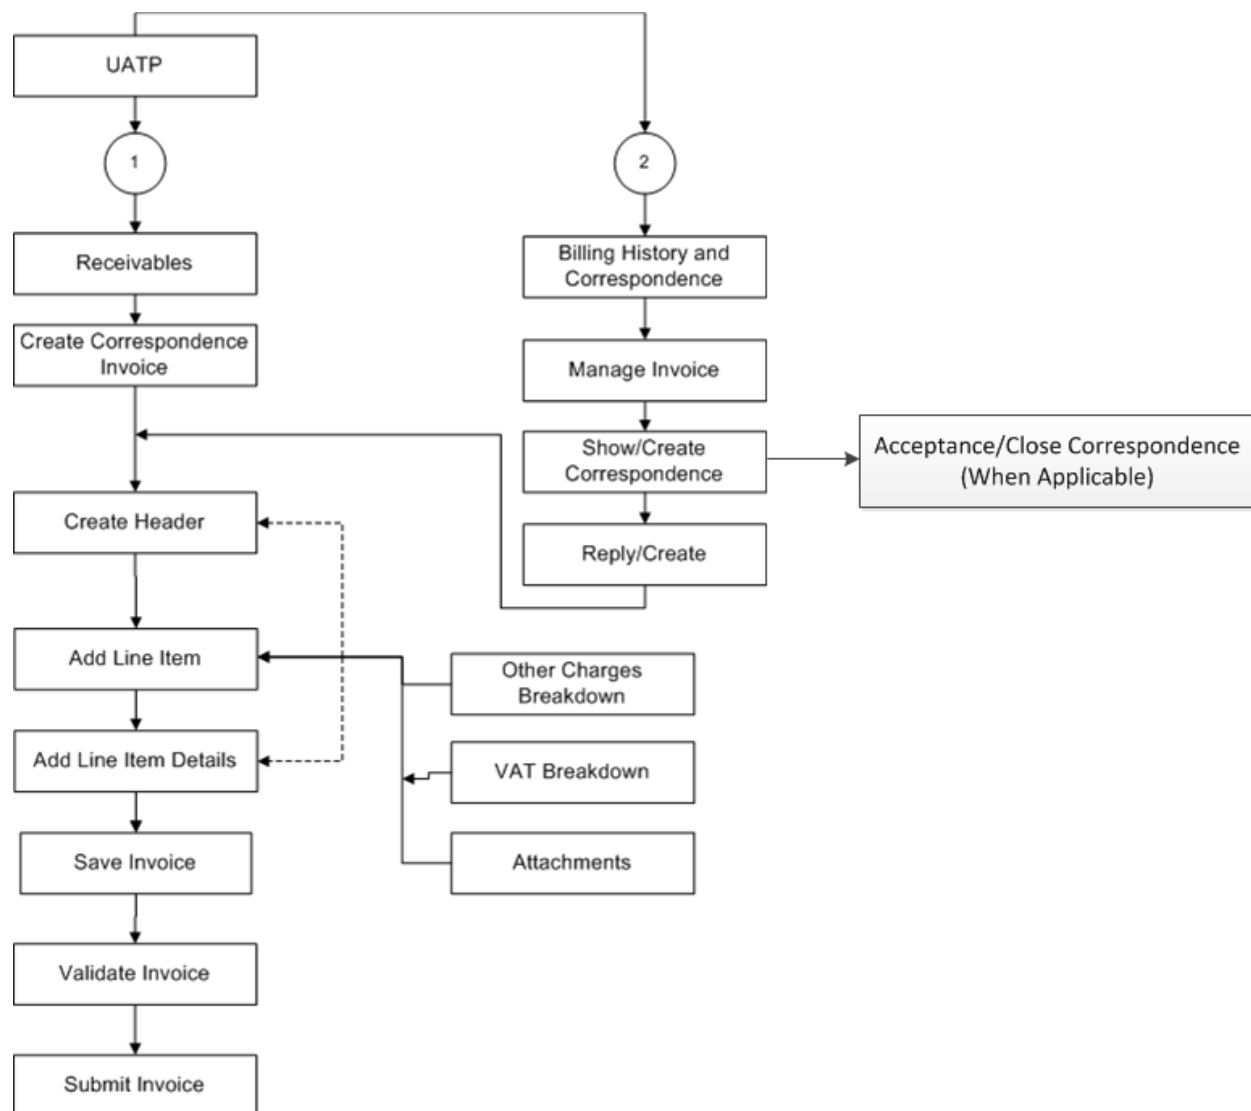 UATP
1
2
Receivables
Billing History and
Correspondence
Create Correspondence
Invoice
Manage Invoice
Show/Create
Correspondence
Acceptance/Close Correspondence
(When Applicable)
Create Header
Reply/Create
Add Line Item
Other Charges
Breakdown
Add Line Item Details
VAT Breakdown
Save Invoice
Attachments
Validate Invoice
Submit Invoice